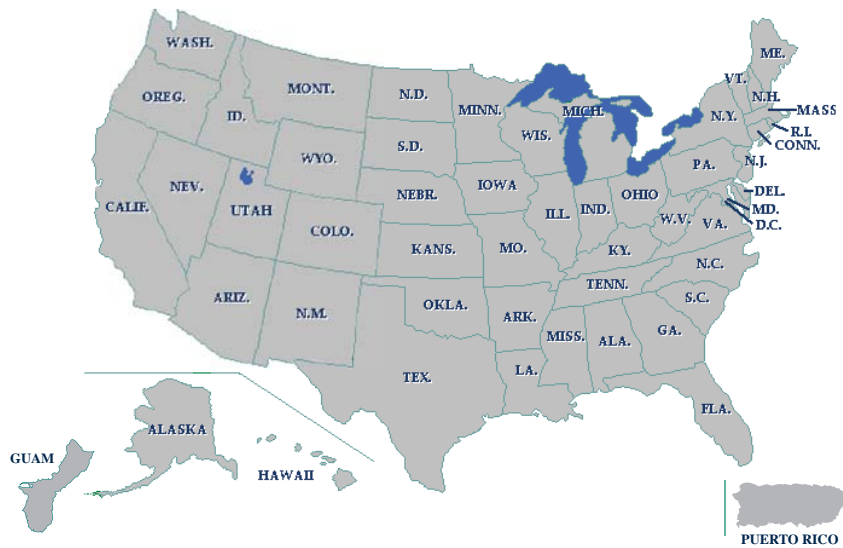 WASH.
ME.
MONT.
N.D.
VT.
OREG.
MINN.
N.H.
MICH.
MASS
ID.
N.Y.
S.D.
WIS.
R.I.
CONN.
WYO.
PA.
N.J.
NEV.
NEBR.
IOWA
OHIO
DEL.
CALIF.
UTAH
ILL.
IND.
MD.
COLO.
W.V.
VA.
D.C.
KANS.
MO.
KY.
N.C.
TENN.
ARIZ.
N.M.
OKLA.
ARK.
S.C.
MISS.
ALA.
GA.
TEX.
LA.
FLA.
ALASKA
GUAM
HAWAII
PUERTO RICO